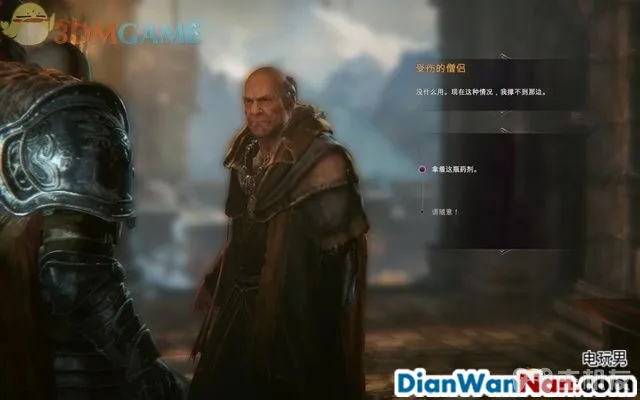 3DMGAME
受伤的僧侣
没什么用。现在这种情况，我撑不到那边。
拿着这瓶药剂。
请随意！
电玩男
DianWanNan.com